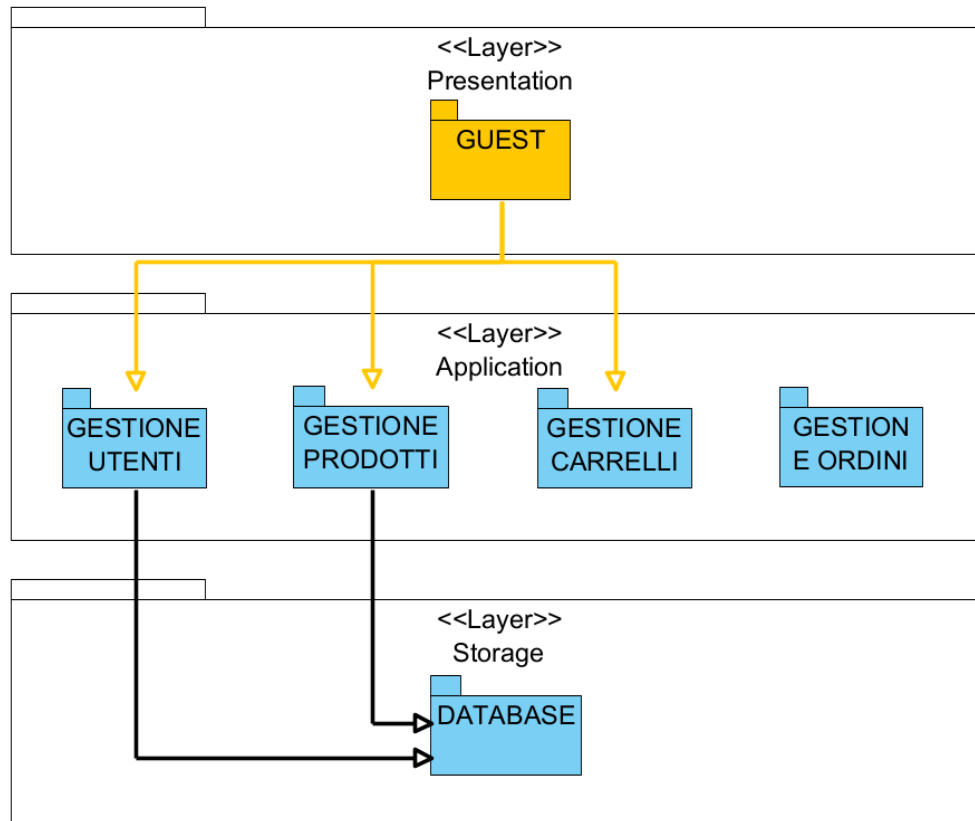 <<Layer>>
Presentation
GUEST
<<Layer>>
Application
GESTIONE
UTENTI
GESTIONE
PRODOTTI
GESTIONE
CARRELLI
GESTION
E ORDINI
<<Layer>>
Storage
DATABASE